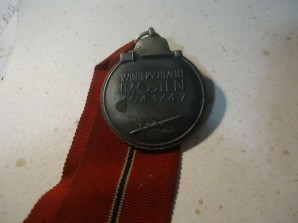 WINTERSCHLACHT
IM OSTEN
1941/42